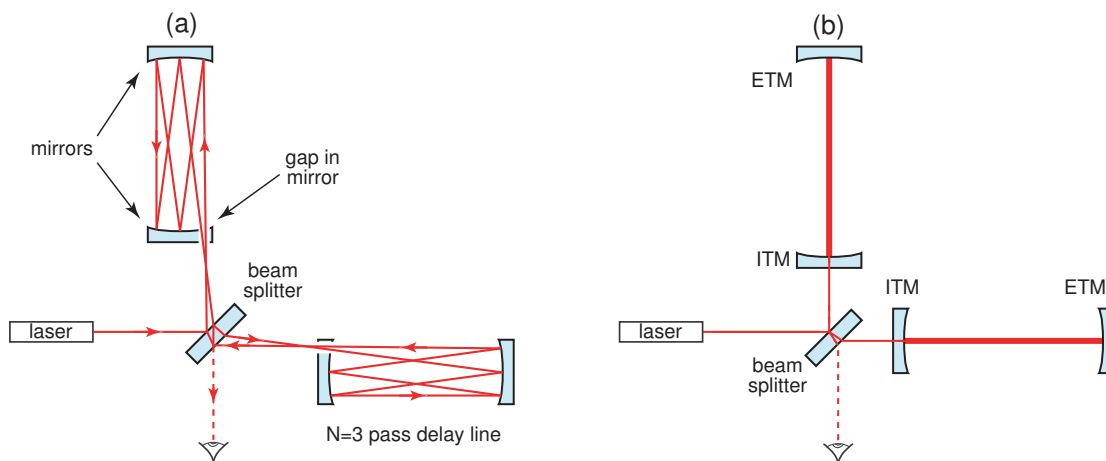 (a)
mirrors
gap in
mirror
beam
splitter
laser
N=3 pass delay line
(b)
ETM
ITM
ITM
ETM
laser
beam
splitter